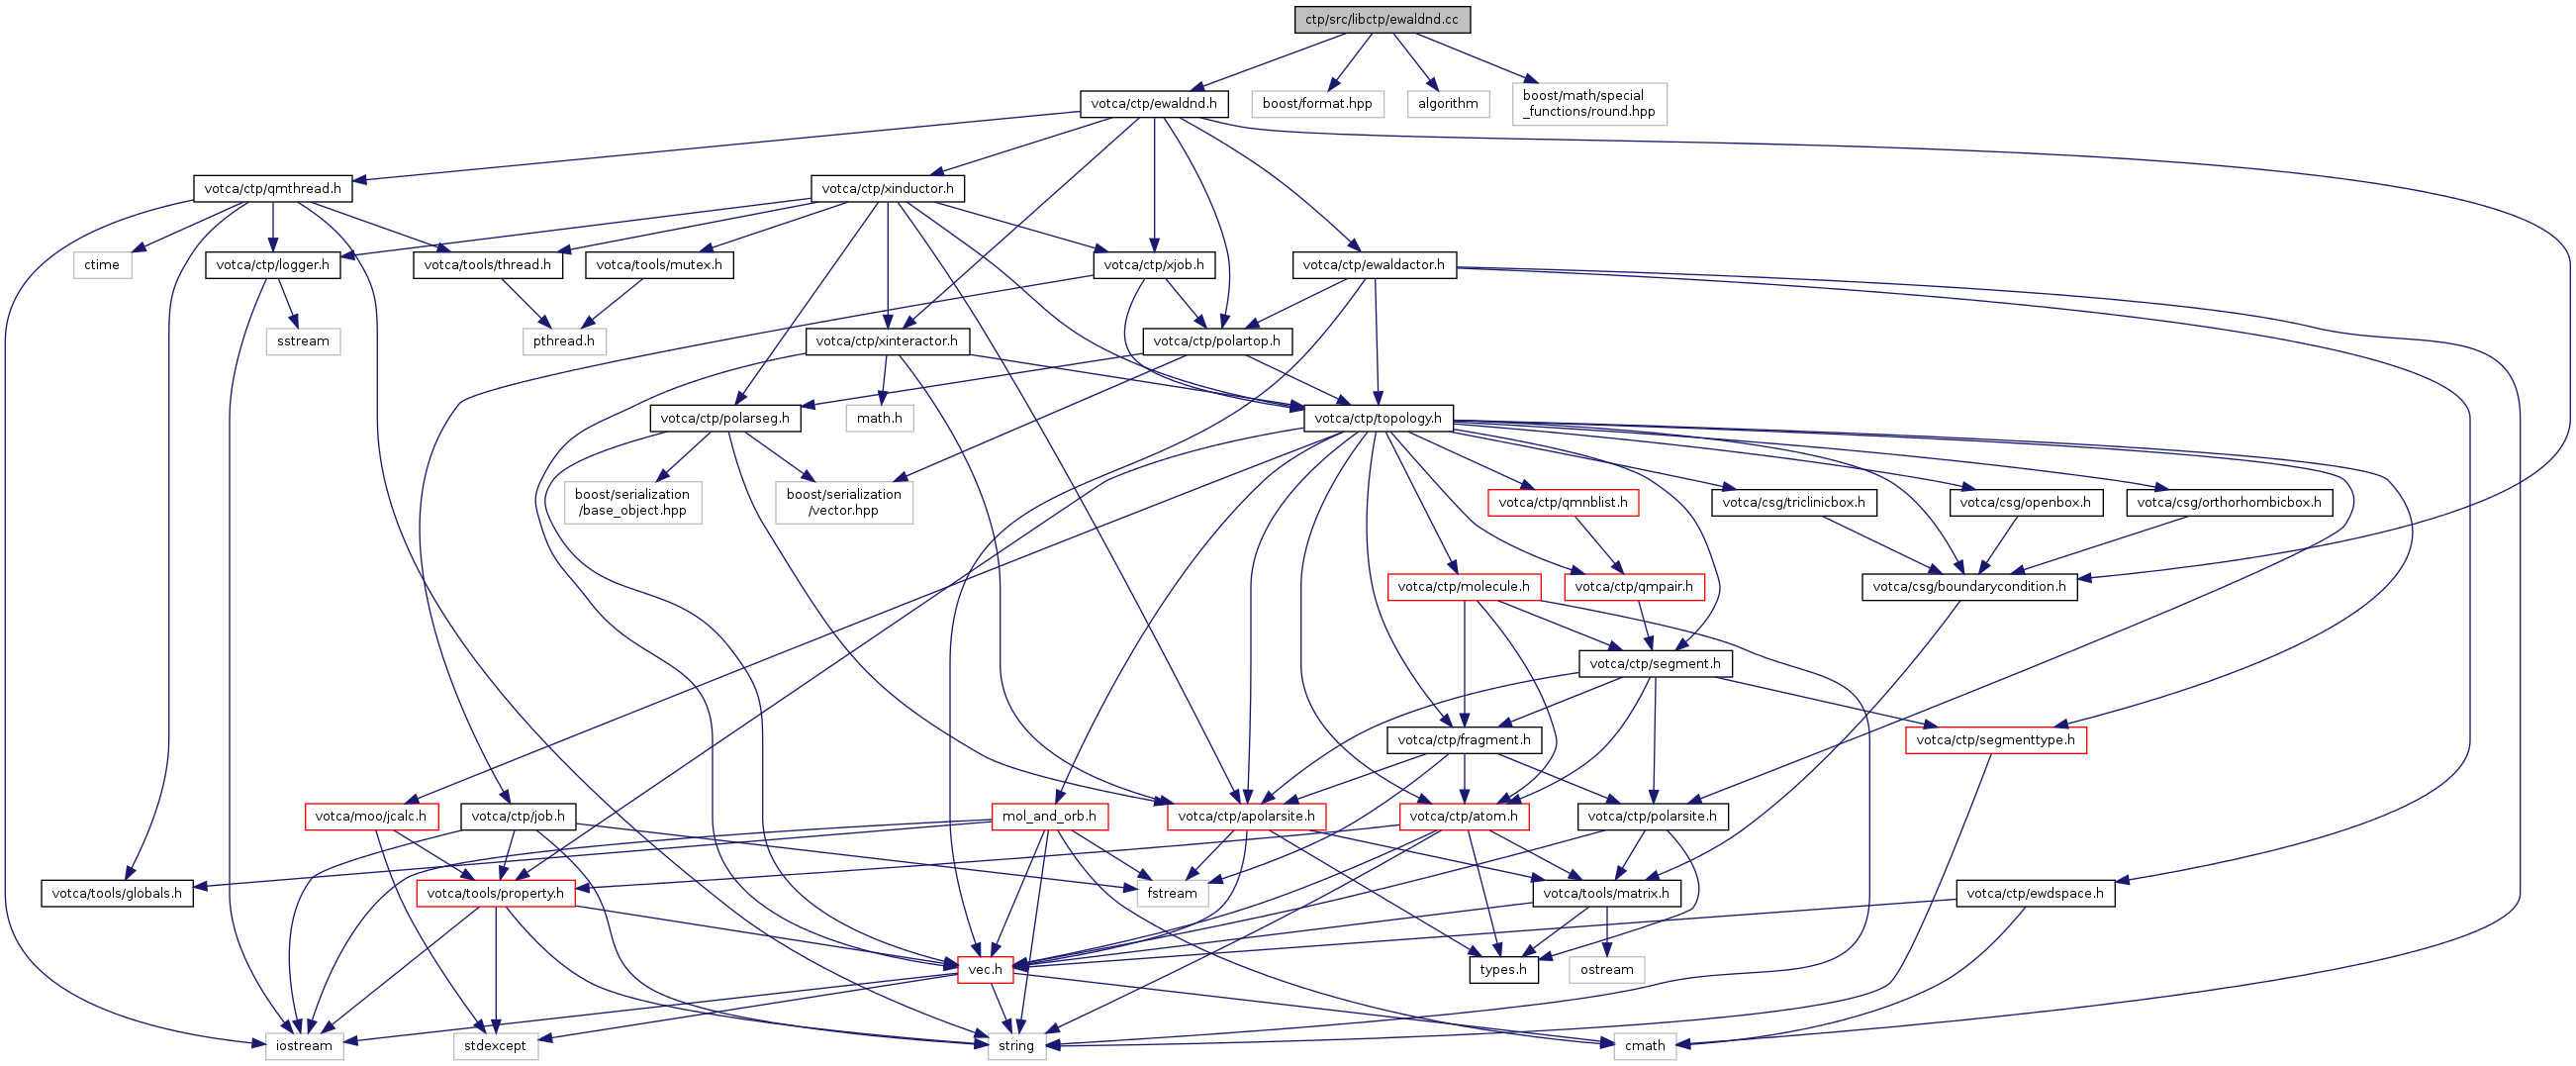 ctp/src/libctp/ewaldnd.cc
votca/ctp/ewaldnd.h
boost/format.hpp
algorithm
boost/math/special
_functions/round.hpp
votca/ctp/qmthread.h
votca/ctp/xinductor.h
ctime
votca/ctp/logger.h
votca/tools/thread.h
votca/tools/mutex.h
votca/ctp/xjob.h
votca/ctp/ewaldactor.h
sstream
pthread.h
votca/ctp/xinteractor.h
votca/ctp/polartop.h
votca/ctp/polarseg.h
math.h
votca/ctp/topology.h
boost/serialization
/base_object.hpp
boost/serialization
/vector.hpp
votca/ctp/qmnblist.h
votca/csg/triclinicbox.h
votca/csg/openbox.h
votca/csg/orthorhombicbox.h
votca/ctp/molecule.h
votca/ctp/qmpair.h
votca/csg/boundarycondition.h
votca/ctp/segment.h
votca/ctp/fragment.h
votca/ctp/segmenttype.h
votca/moo/jcalc.h
votca/ctp/job.h
mol_and_orb.h
votca/ctp/apolarsite.h
votca/ctp/atom.h
votca/ctp/polarsite.h
votca/tools/globals.h
votca/tools/property.h
fstream
votca/tools/matrix.h
votca/ctp/ewdspace.h
vec.h
types.h
ostream
iostream
stdexcept
string
cmath